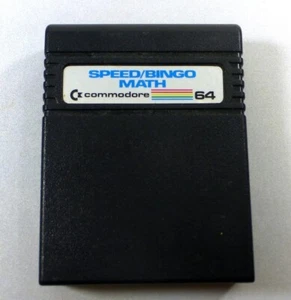 SPEED/BINGO
MATH
commodore 64